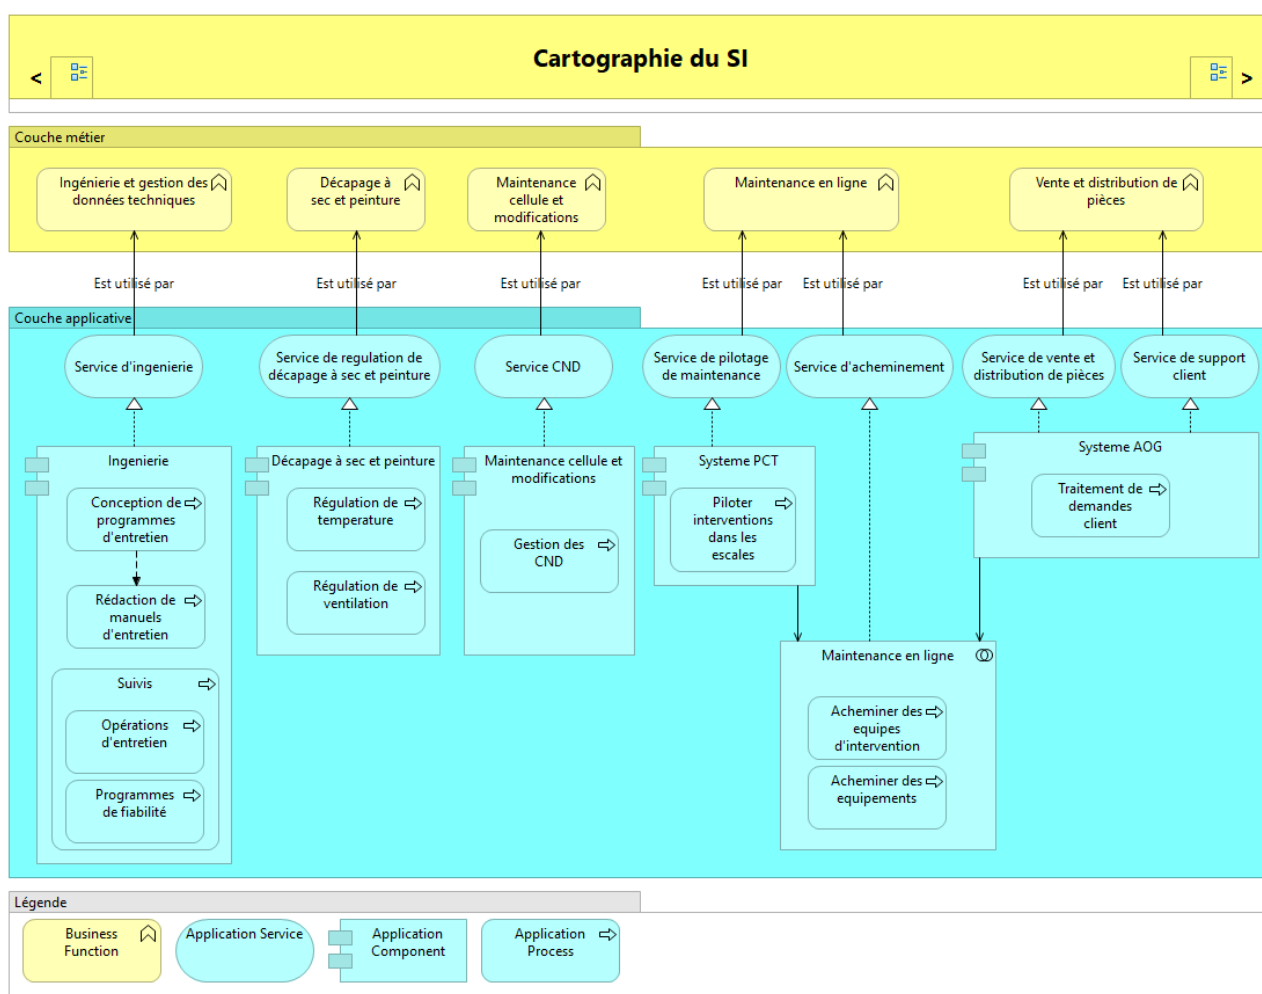 Cartographie du SI
<
>
Couche métier
Ingénierie et gestion des
données techniques
Décapage à
sec et peinture
Maintenance
cellule et
modifications
Maintenance en ligne
Vente et distribution de
pièces
Est utilisé par
Est utilisé par
Est utilisé par
Est utilisé par
Est utilisé par
Est utilisé par
Est utilisé par
Couche applicative
Service d'ingenierie
Service de regulation de
décapage à sec et peinture
Service CND
Service de pilotage
de maintenance
Service d'acheminement
Service de vente et
distribution de pièces
Service de support
client
Ingenierie
Conception de
programmes
d'entretien
Rédaction de
manuels
d'entretien
Suivis
Opérations
d'entretien
Programmes
de fiabilité
Décapage à sec et peinture
Régulation de
temperature
Régulation de
ventilation
Maintenance cellule et
modifications
Gestion des
CND
Systeme PCT
Piloter
interventions
dans les
escales
Systeme AOG
Traitement de
demandes
client
Maintenance en ligne
Acheminer des
equipes
d'intervention
Acheminer des
equipements
Légende
Business
Function
Application Service
Application
Component
Application
Process